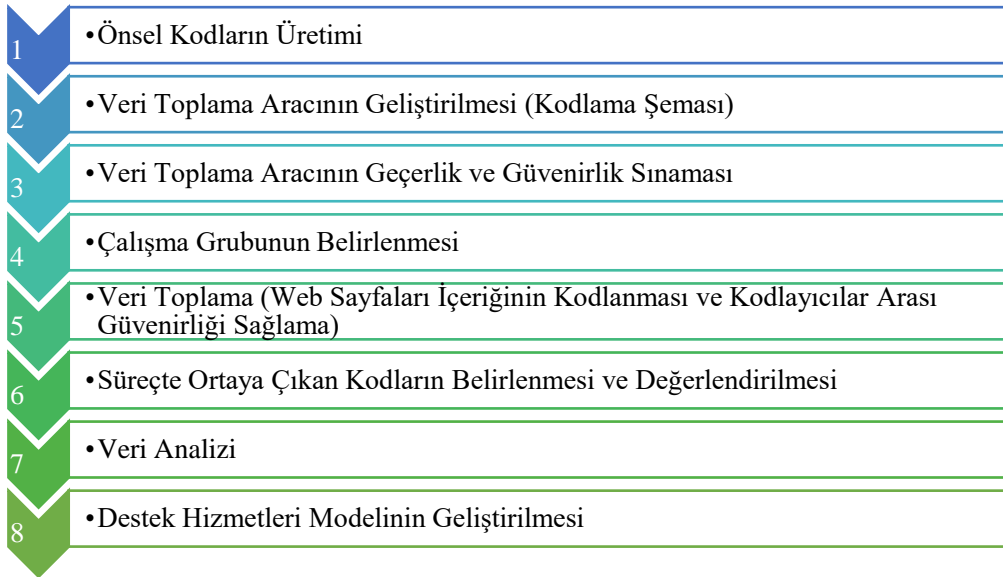 1
•Önsel Kodların Üretimi
2
•Veri Toplama Aracının Geliştirilmesi (Kodlama Şeması)
3
•Veri Toplama Aracının Geçerlik ve Güvenirlik Sınaması
4
•Çalışma Grubunun Belirlenmesi
5
•Veri Toplama (Web Sayfaları İçeriğinin Kodlanması ve Kodlayıcılar Arası
Güvenirliği Sağlama)
6
•Süreçte Ortaya Çıkan Kodların Belirlenmesi ve Değerlendirilmesi
7
•Veri Analizi
8
•Destek Hizmetleri Modelinin Geliştirilmesi